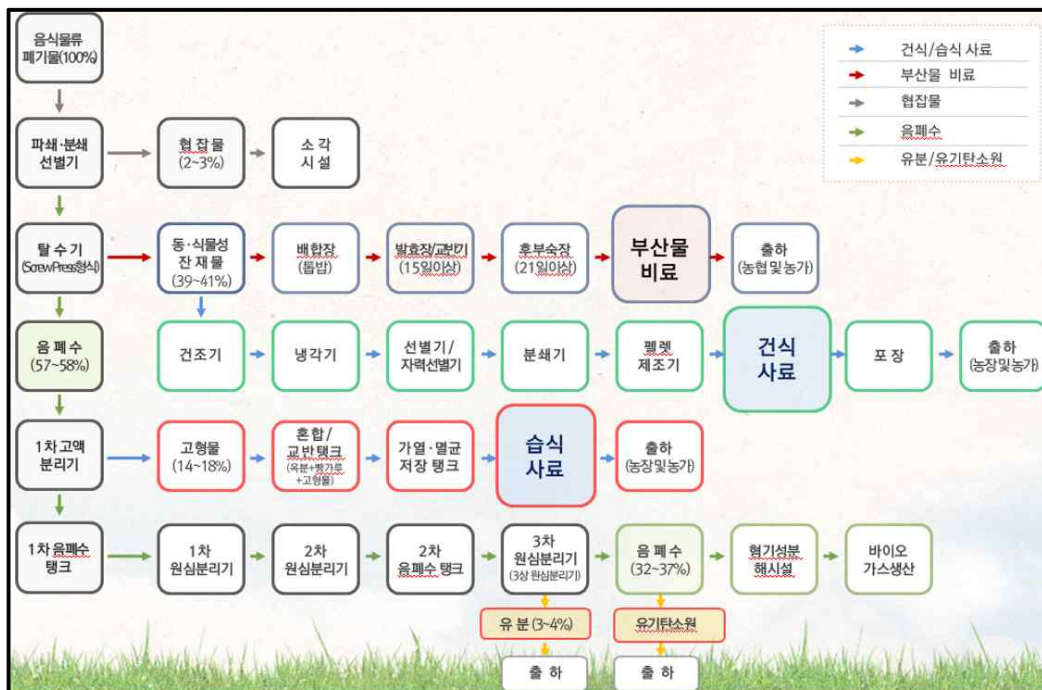 음식물류
폐기물(100%)
건식/습식 사료
부산물 비료
협잡물
음폐수
유분/유기탄소원
파쇄·분쇄
선별기
협잡물
(2~3%)
소각
시설
탈수기
(Screw Press형식)
동·식물성
잔재물
(39~41%)
배합장
(톱밥)
발효장/교반기
(15일이상)
후부숙장
(21일이상)
부산물
비료
출하
(농협 및 농가)
음폐수
(57~58%)
건조기
냉각기
선별기/
자력선별기
분쇄기
펠렛
제조기
건식
사료
포장
출하
(농장 및 농가)
1차 고액
분리기
고형물
(14~18%)
혼합/
교반탱크
(옥분+빵가루
+고형물)
가열·멸균
저장 탱크
습식
사료
출하
(농장 및 농가)
1차 음폐수
탱크
1차
원심분리기
2차
원심분리기
2차
음폐수 탱크
3차
원심분리기
(3상 원심분리기)
음폐수
(32~37%)
혐기성분
해시설
바이오
가스생산
유분 (3~4%)
유기탄소원
출하
출하